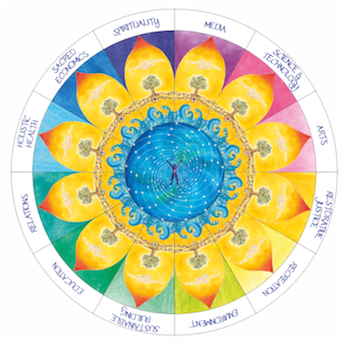 SPIRITUALITY
MEDIA
SCIENCE &
TECHNOLOGY
ARTS
RESTORATIVE
JUSTICE
RECREATION
ENVIRONMENT
SUSTAINABLE
BUILDING
EDUCATION
RELATIONS
HOLISTIC
HEALTH
SACRED
ECONOMICS